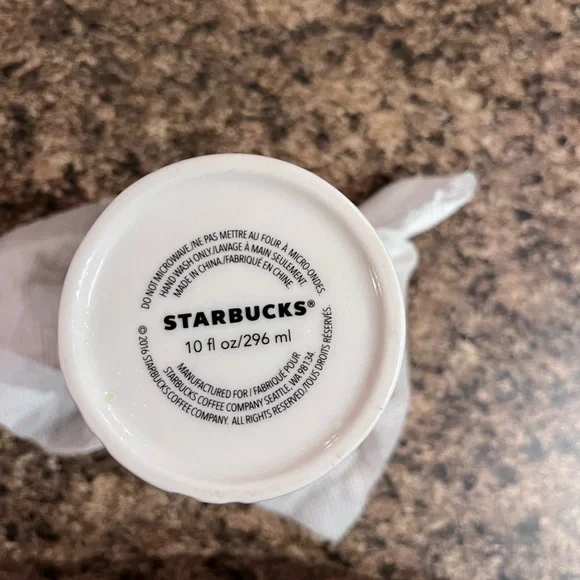 DO NOT MICROWAVE./NE PAS METTRE AU FOUR À MICRO-ONDES.
HAND WASH ONLY./LAVAGE À MAIN SEULEMENT.
MADE IN CHINA./FABRIQUÉ EN CHINE.
STARBUCKS®
10 fl oz/296 ml
MANUFACTURED FOR / FABRIQUÉ POUR
STARBUCKS COFFEE COMPANY SEATTLE, WA 98134.
© 2016 STARBUCKS COFFEE COMPANY. ALL RIGHTS RESERVED./TOUS DROITS RÉSERVÉS.